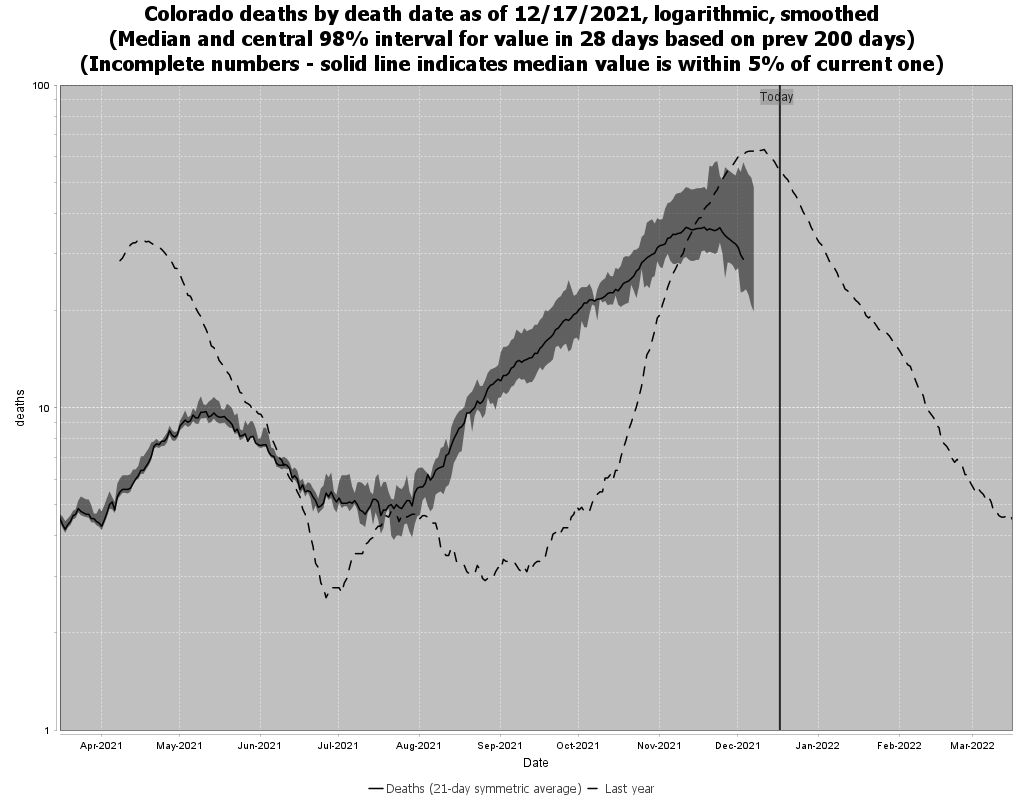 Colorado deaths by death date as of 12/17/2021, logarithmic, smoothed
(Median and central 98% interval for value in 28 days based on prev 200 days)
(Incomplete numbers - solid line indicates median value is within 5% of current one)
100
Today
deaths
10
1
Apr-2021 May-2021 Jun-2021 Jul-2021 Aug-2021 Sep-2021 Oct-2021 Nov-2021 Dec-2021 Jan-2022 Feb-2022 Mar-2022
Date
Deaths (21-day symmetric average) Last year